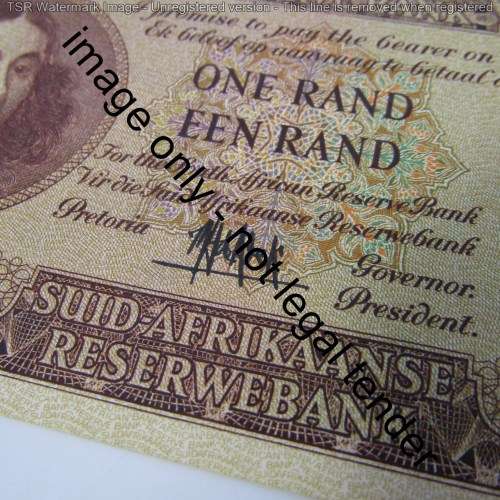 TSR Watermark Image - Unregistered version - This line is removed when registered
pay the bearer on
Ek beloof op aanvraag te betaal
ONE RAND
EEN RAND
For the South African Reserve Bank
Vir die Suid-Afrikaanse Reserwebank
Pretoria
Governor.
President.
SUID-AFRIKAANSE
RESERWEBANK
image only - not legal tender